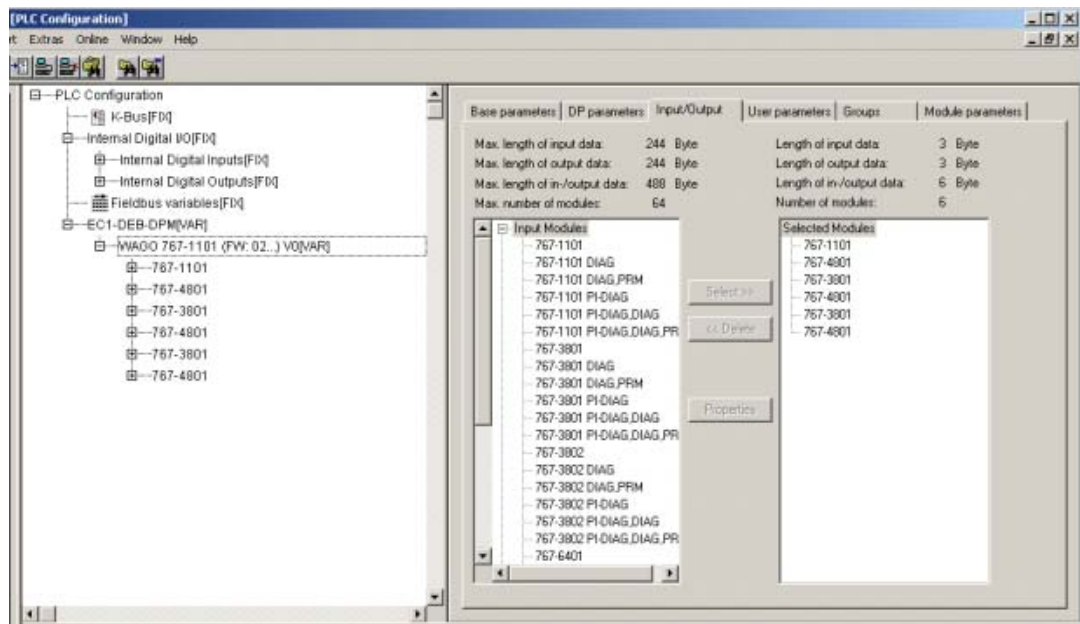 [PLC Configuration]
Extras Online Window Help
PLC Configuration
K-Bus[FIX]
Internal Digital I/O[FIX]
Internal Digital Inputs[FIX]
Internal Digital Outputs[FIX]
Fieldbus variables[FIX]
EC1-DEB-DPM[VAR]
WAGO 767-1101 (FW: 02...) V0[VAR]
767-1101
767-4801
767-3801
767-4801
767-3801
767-4801
Base parameters DP parameters Input/Output User parameters Groups Module parameters
Max. length of input data: 244 Byte
Max. length of output data: 244 Byte
Max. length of in-/output data: 488 Byte
Max. number of modules: 64
Length of input data: 3 Byte
Length of output data: 3 Byte
Length of in-/output data: 6 Byte
Number of modules: 6
Input Modules
767-1101
767-1101 DIAG
767-1101 DIAG,PRM
767-1101 PI-DIAG
767-1101 PI-DIAG,DIAG
767-1101 PI-DIAG,DIAG,PR
767-3801
767-3801 DIAG
767-3801 DIAG,PRM
767-3801 PI-DIAG
767-3801 PI-DIAG,DIAG
767-3801 PI-DIAG,DIAG,PR
767-3802
767-3802 DIAG
767-3802 DIAG,PRM
767-3802 PI-DIAG
767-3802 PI-DIAG,DIAG
767-3802 PI-DIAG,DIAG,PR
767-6401
Select >>
<< Delete
Properties
Selected Modules
767-1101
767-4801
767-3801
767-4801
767-3801
767-4801